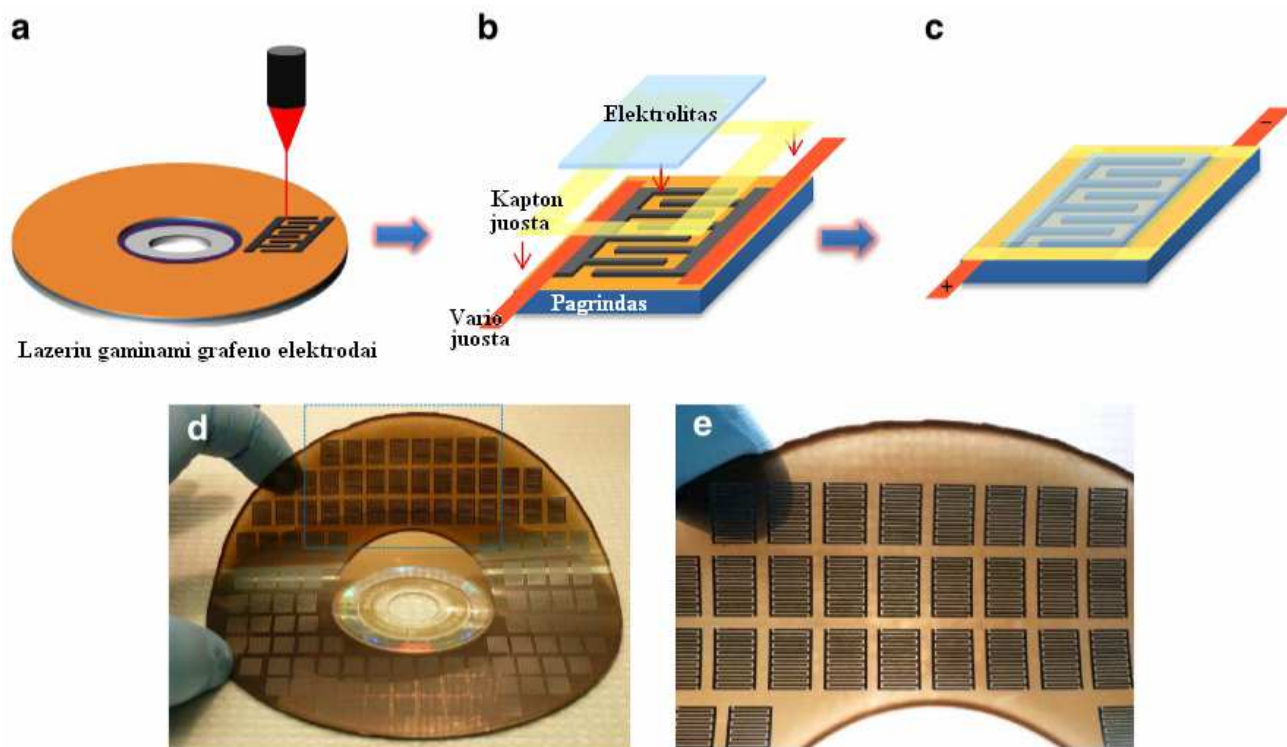 a
b
c
Elektrolitas
Kapton
juosta
Pagrindas
Vario
juosta
Lazeriu gaminami grafeno elektrodai
+
−
d
e